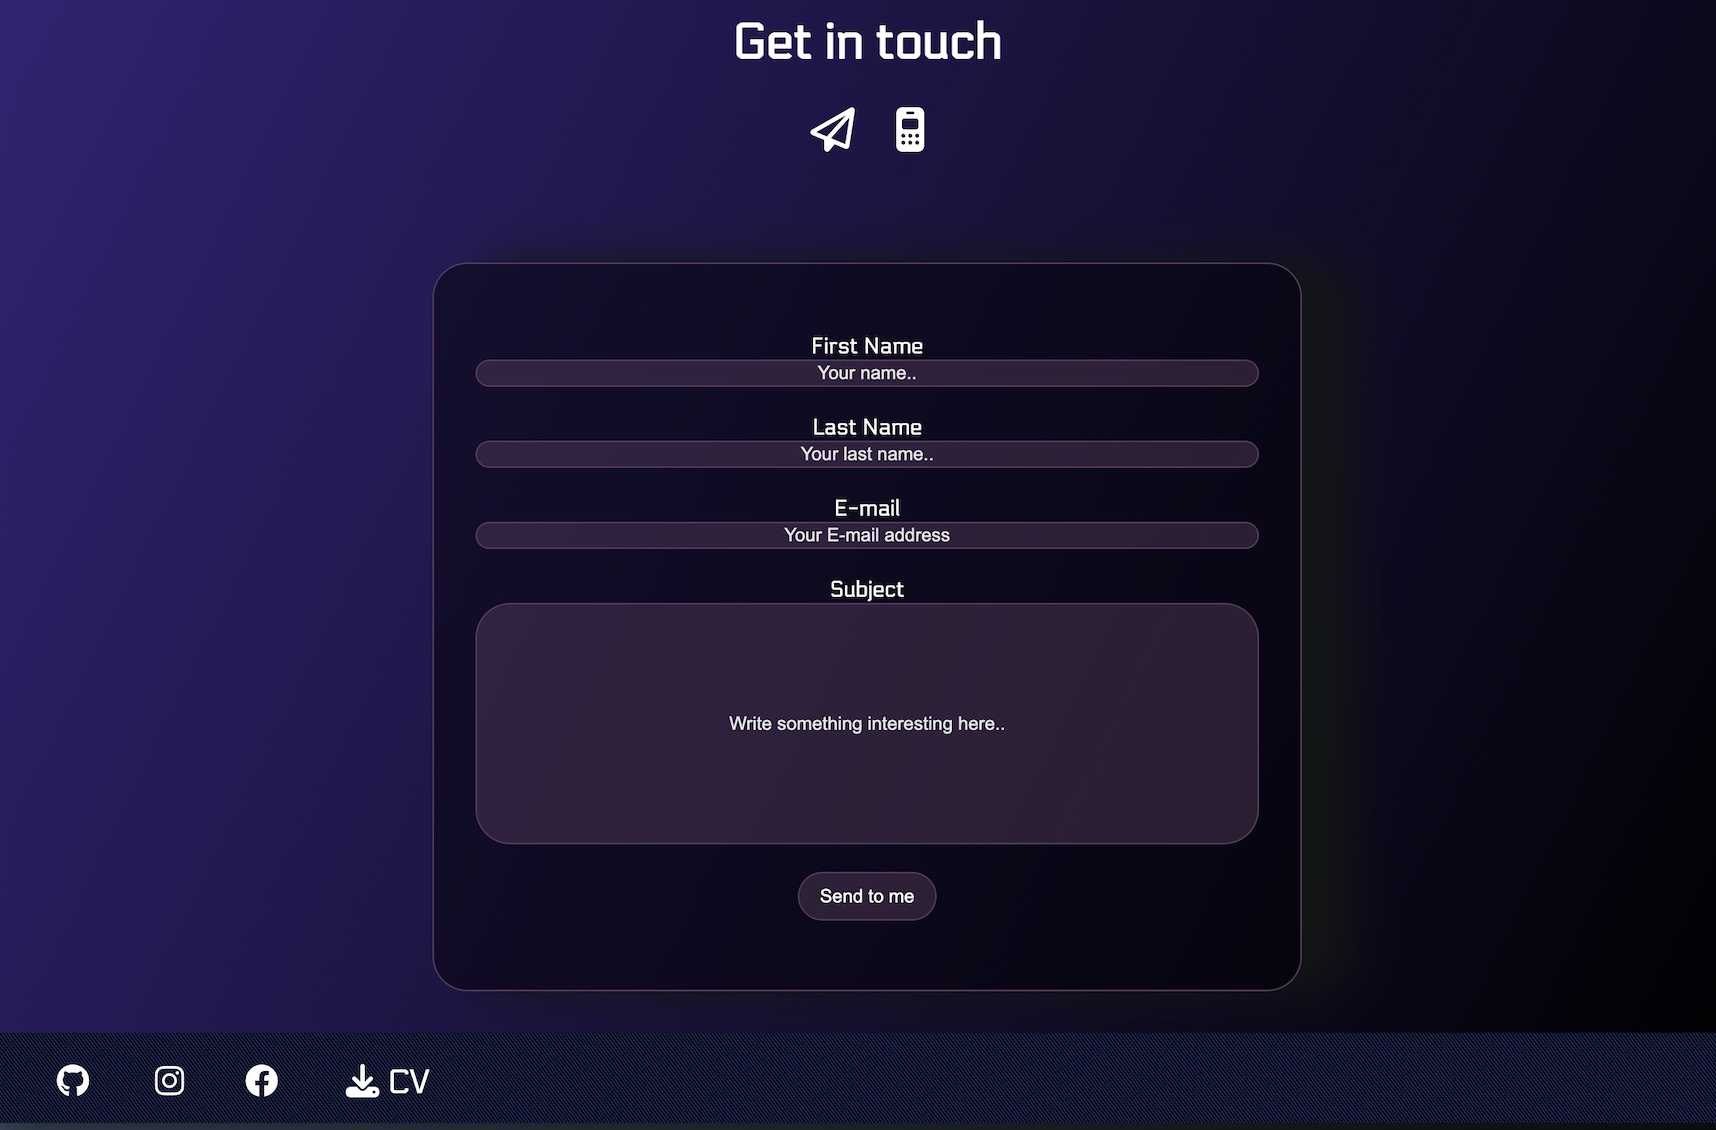 Get in touch
First Name
Your name..
Last Name
Your last name..
E-mail
Your E-mail address
Subject
Write something interesting here..
Send to me
CV